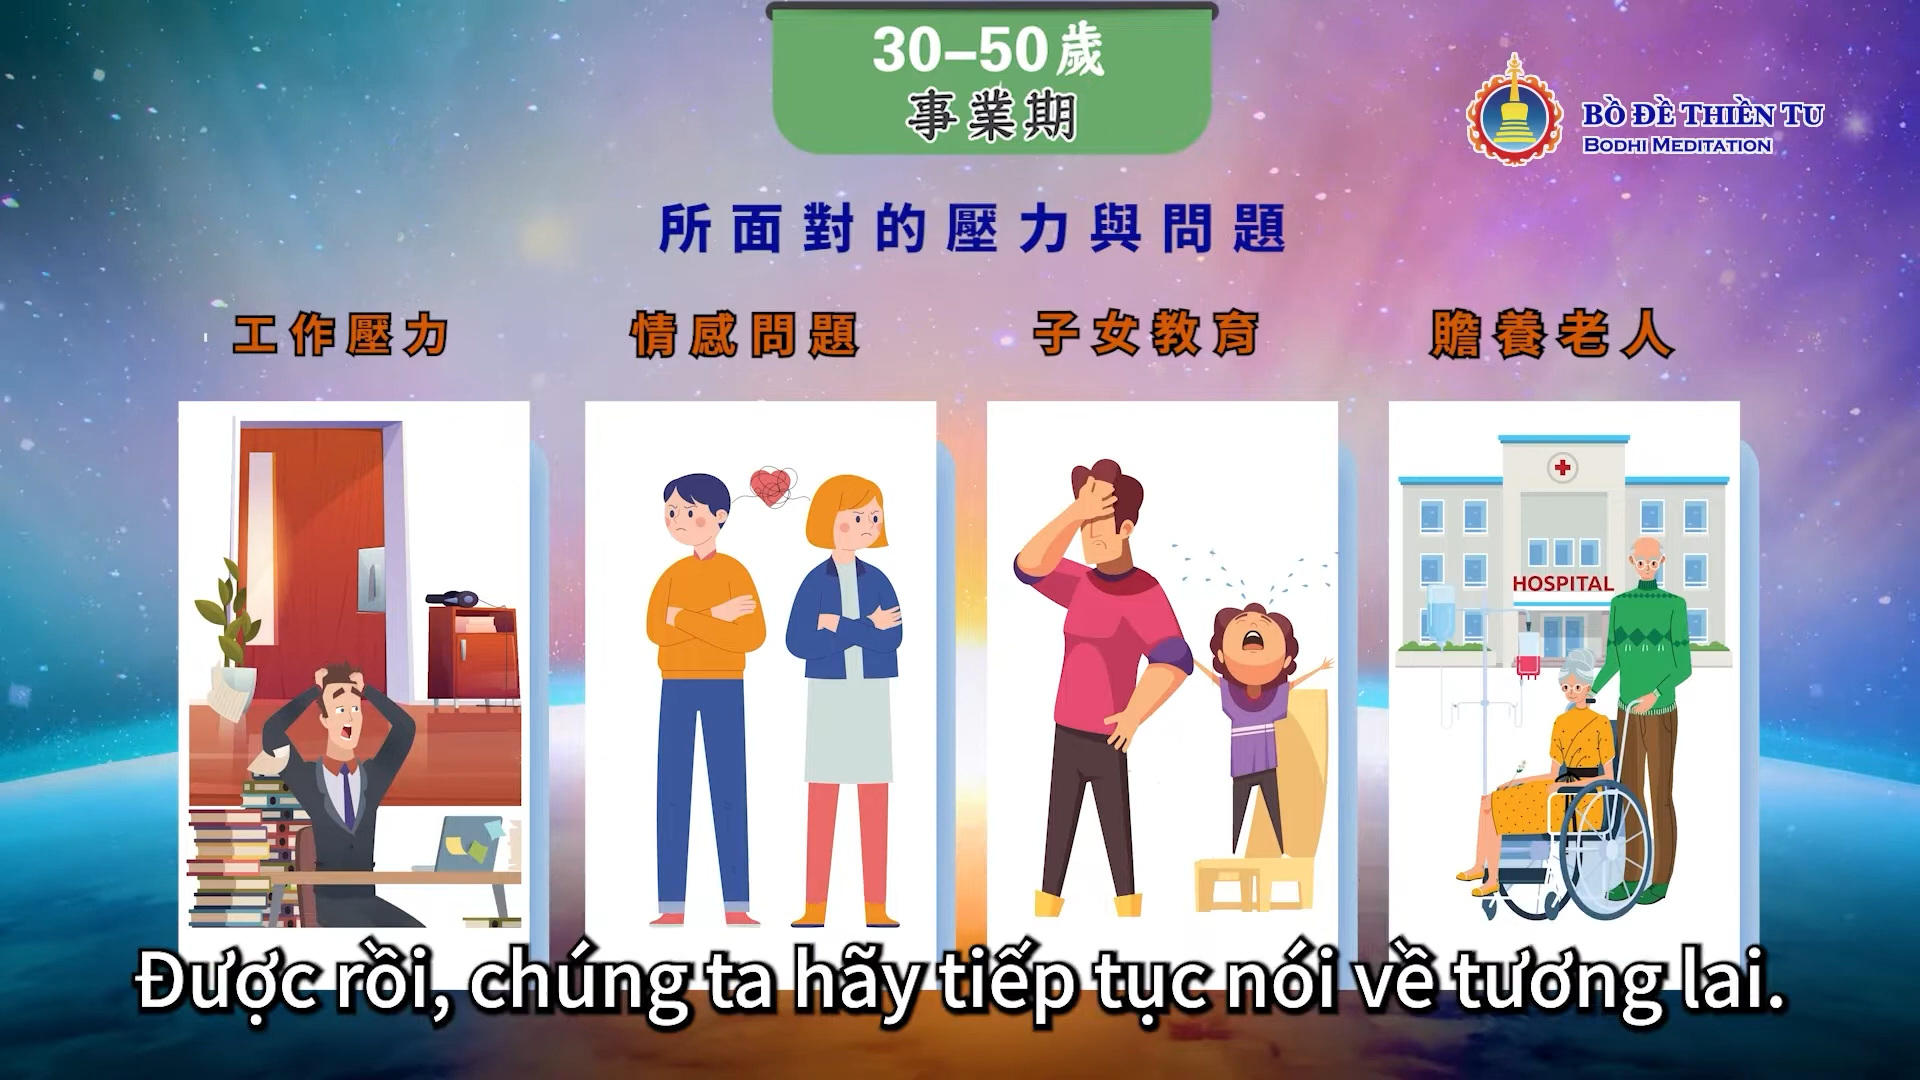 30–50歲
事業期
BỒ ĐỀ THIỀN TU
BODHI MEDITATION
所面對的壓力與問題
工作壓力
情感問題
子女教育
贍養老人
HOSPITAL
Được rồi, chúng ta hãy tiếp tục nói về tương lai.